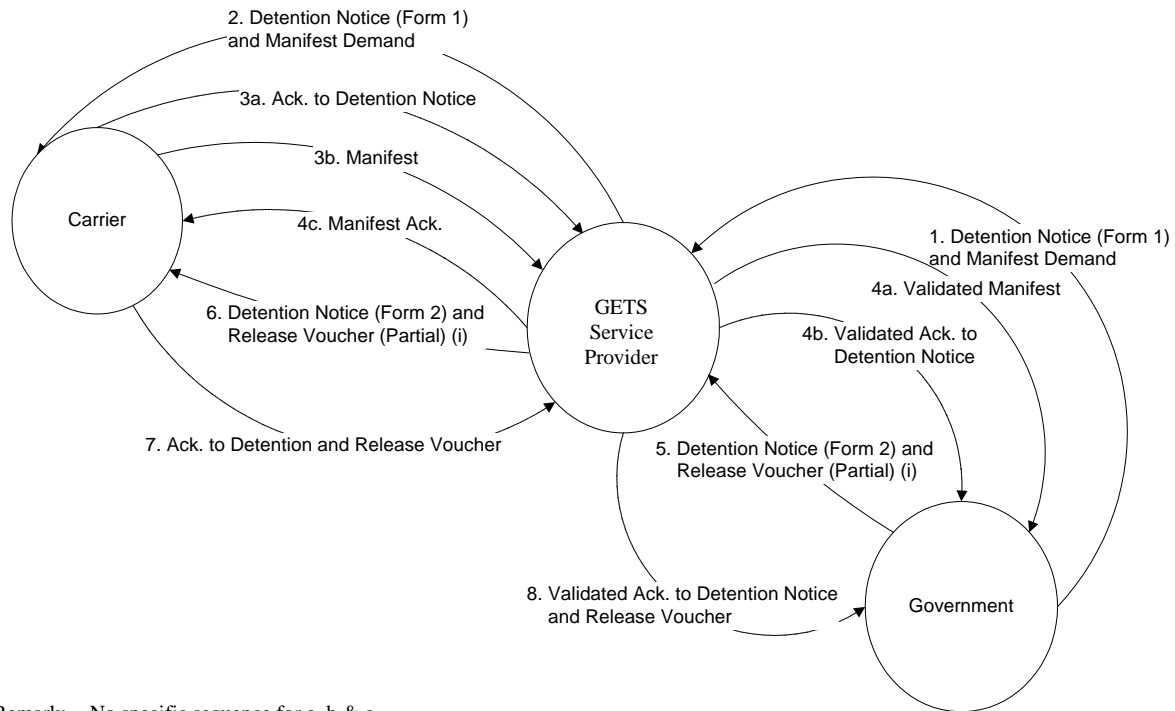 2. Detention Notice (Form 1)
and Manifest Demand
3a. Ack. to Detention Notice
3b. Manifest
Carrier
4c. Manifest Ack.
1. Detention Notice (Form 1)
and Manifest Demand
4a. Validated Manifest
6. Detention Notice (Form 2) and
Release Voucher (Partial) (i)
GETS
Service
Provider
4b. Validated Ack. to
Detention Notice
7. Ack. to Detention and Release Voucher
5. Detention Notice (Form 2) and
Release Voucher (Partial) (i)
8. Validated Ack. to Detention Notice
and Release Voucher
Government
No specific sequence for a, b & c